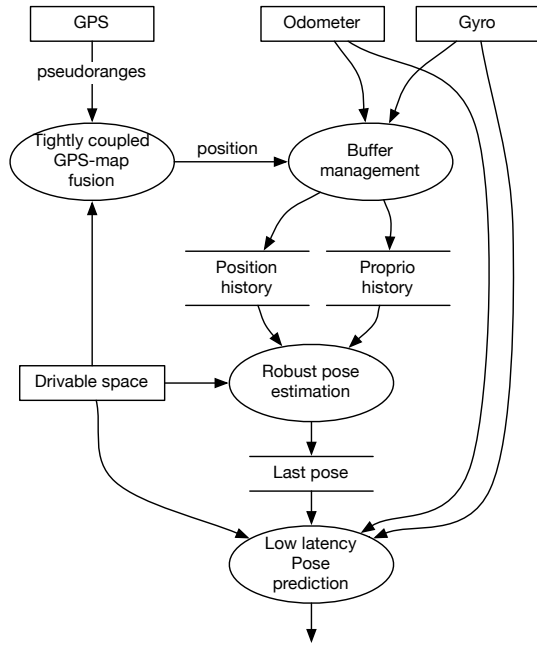 GPS
Odometer
Gyro
pseudoranges
Tightly coupled
GPS-map
fusion
position
Buffer
management
Position
history
Proprio
history
Drivable space
Robust pose
estimation
Last pose
Low latency
Pose
prediction